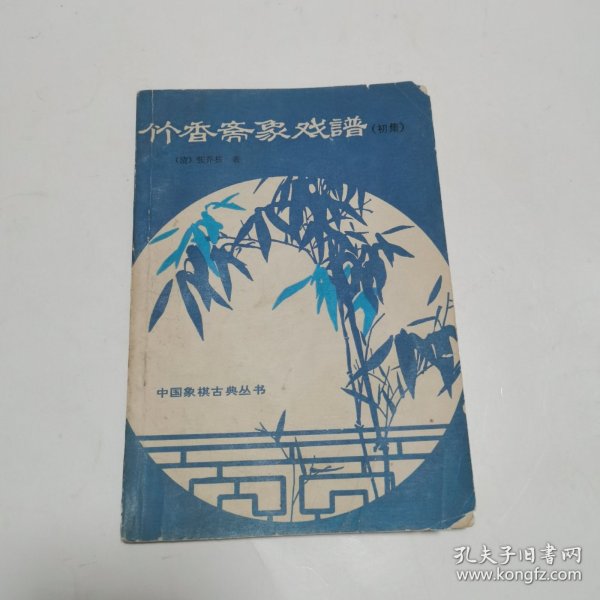 竹香斋象戏譜(初集)
(清)张乔栋 著
中国象棋古典丛书
孔夫子旧书网
www.kongfz.com